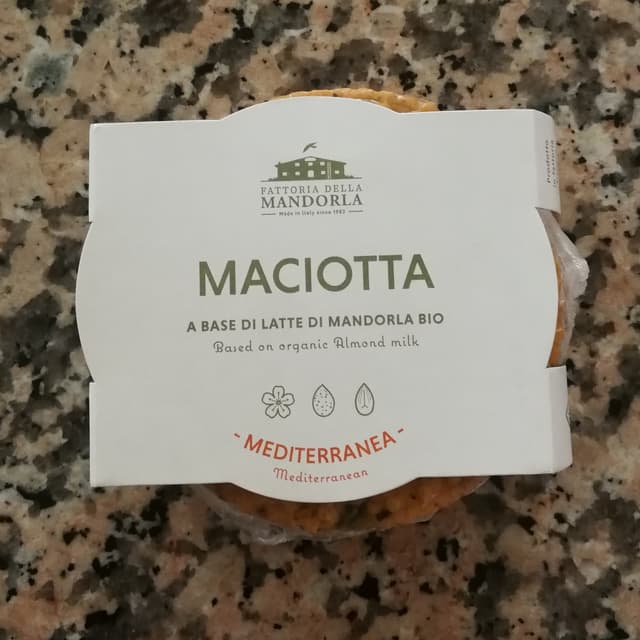 FATTORIA DELLA
MANDORLA
Made in Italy since 1982
MACIOTTA
A BASE DI LATTE DI MANDORLA BIO
Based on organic Almond milk
- MEDITERRANEA -
Mediterranean